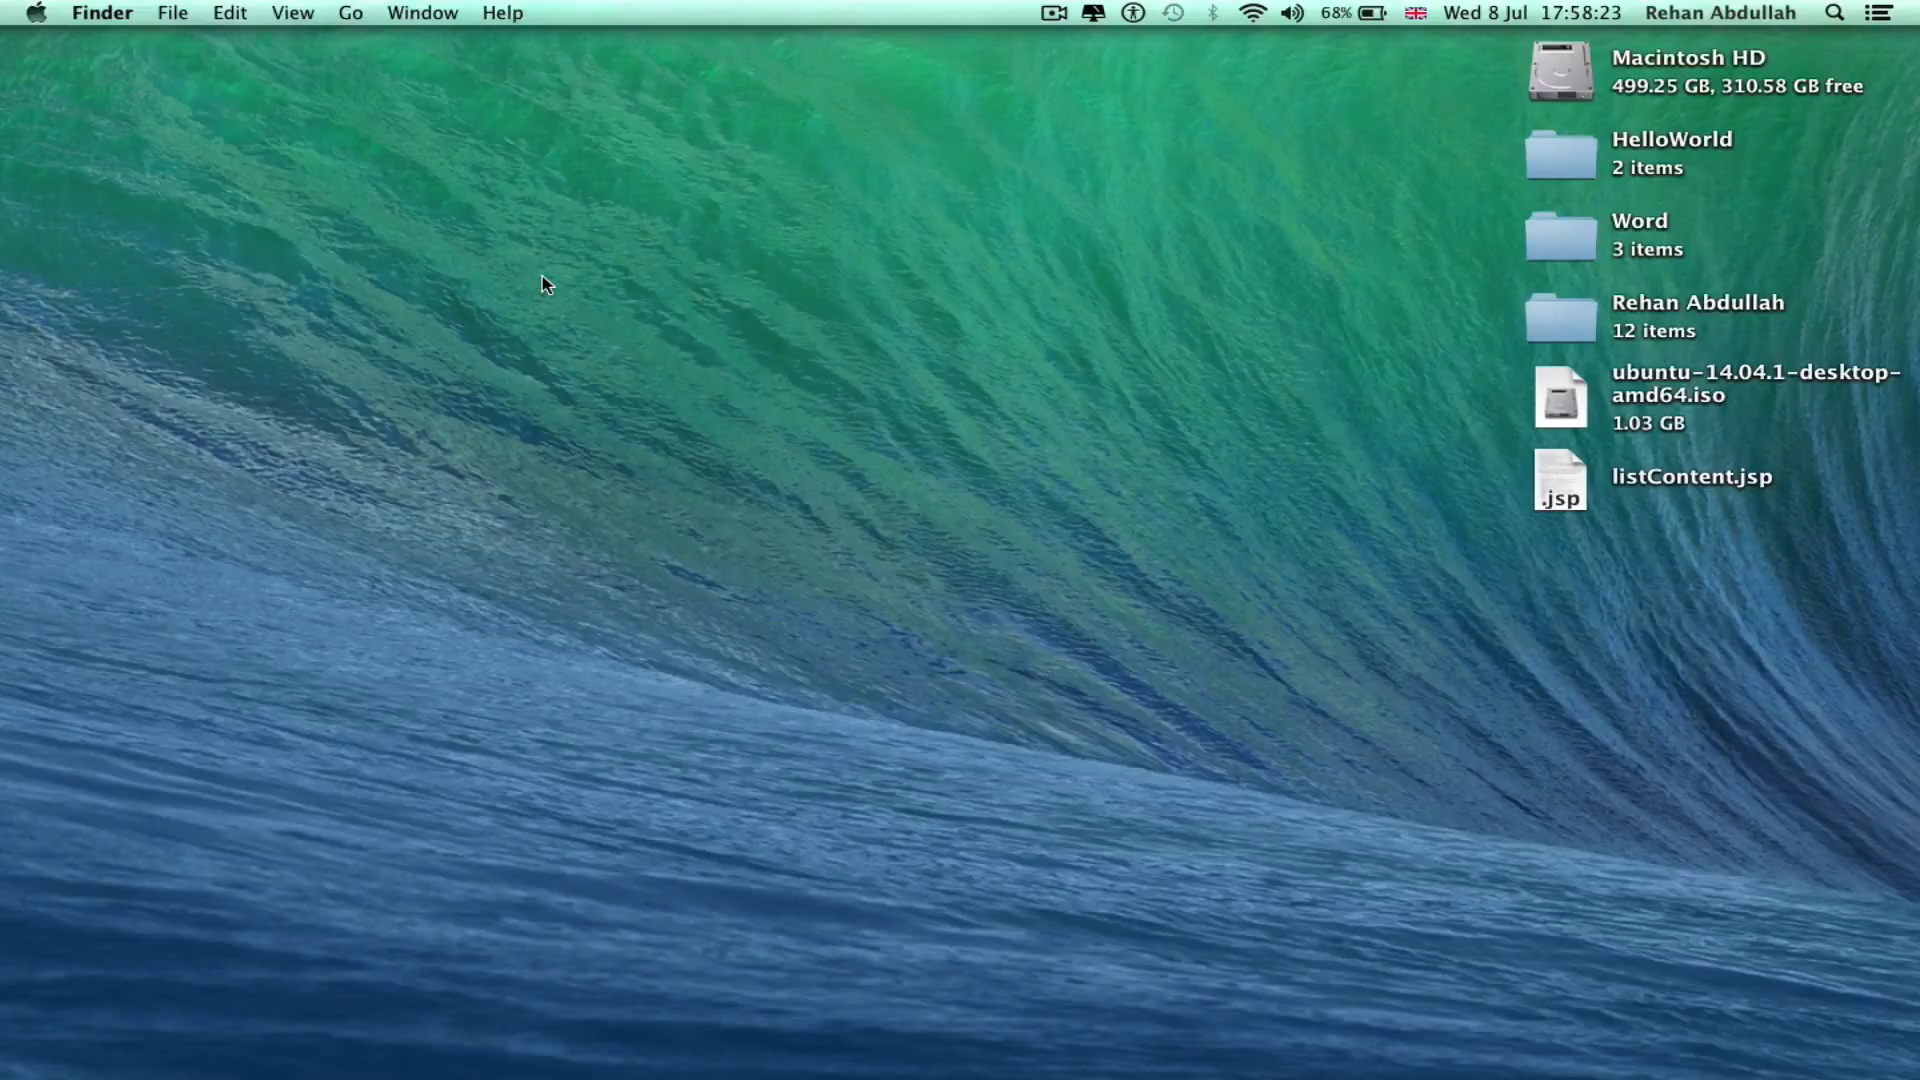 Finder File Edit View Go Window Help 68% Wed 8 Jul 17:58:23 Rehan Abdullah
Macintosh HD
499.25 GB, 310.58 GB free
HelloWorld
2 items
Word
3 items
Rehan Abdullah
12 items
ubuntu-14.04.1-desktop-
amd64.iso
1.03 GB
listContent.jsp
.jsp